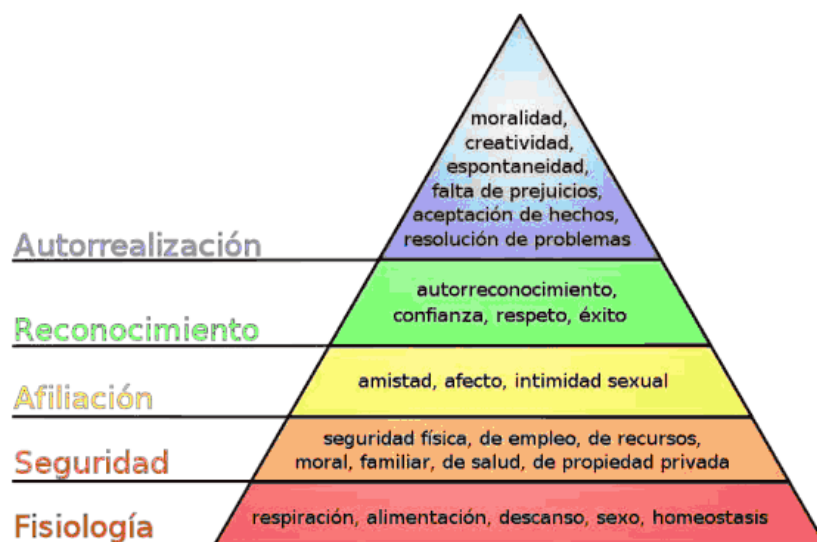 moralidad,
creatividad,
espontaneidad,
falta de prejuicios,
aceptación de hechos,
resolución de problemas
Autorrealización
autorreconocimiento,
confianza, respeto, éxito
Reconocimiento
amistad, afecto, intimidad sexual
Afiliación
seguridad física, de empleo, de recursos,
moral, familiar, de salud, de propiedad privada
Seguridad
respiración, alimentación, descanso, sexo, homeostasis
Fisiología